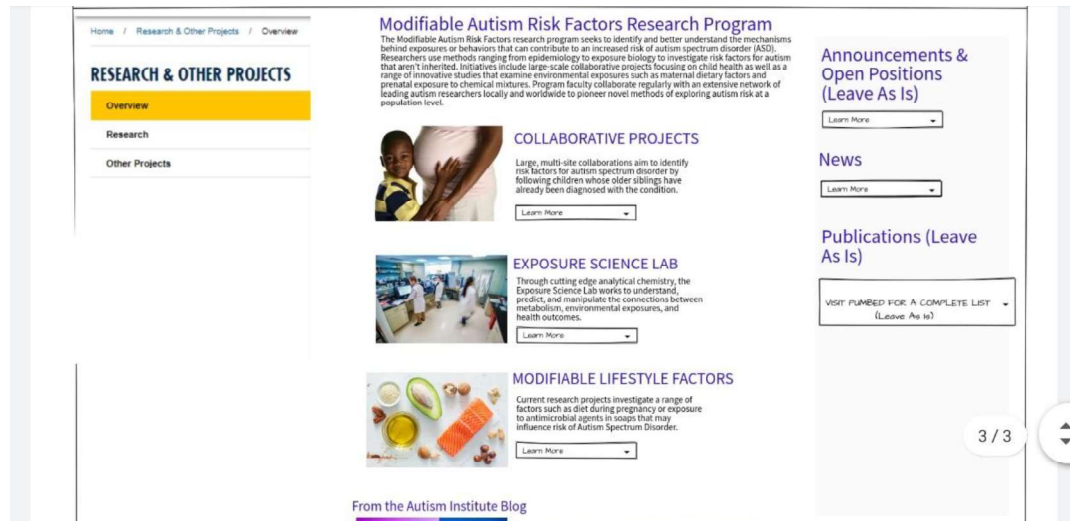 Home / Research & Other Projects / Overview
RESEARCH & OTHER PROJECTS
Overview
Research
Other Projects
Modifiable Autism Risk Factors Research Program
The Modifiable Autism Risk Factors research program seeks to identify and better understand the mechanisms
behind exposures or behaviors that can contribute to an increased risk of autism spectrum disorder (ASD).
Researchers use methods ranging from epidemiology to exposure biology to investigate risk factors for autism
that aren't inherited. Initiatives include large-scale collaborative projects focusing on child health as well as a
range of innovative studies that examine environmental exposures such as maternal dietary factors and
prenatal exposure to chemical mixtures. Program faculty collaborate regularly with an extensive network of
leading autism researchers locally and worldwide to pioneer novel methods of exploring autism risk at a
population level.
COLLABORATIVE PROJECTS
Large, multi-site collaborations aim to identify
risk factors for autism spectrum disorder by
following children whose older siblings have
already been diagnosed with the condition.
Learn More
EXPOSURE SCIENCE LAB
Through cutting edge analytical chemistry, the
Exposure Science Lab works to understand,
predict, and manipulate the connections between
metabolism, environmental exposures, and
health outcomes.
Learn More
MODIFIABLE LIFESTYLE FACTORS
Current research projects investigate a range of
factors such as diet during pregnancy or exposure
to antimicrobial agents in soaps that may
influence risk of Autism Spectrum Disorder.
Learn More
From the Autism Institute Blog
Announcements &
Open Positions
(Leave As Is)
Learn More
News
Learn More
Publications (Leave
As Is)
VISIT PUMBED FOR A COMPLETE LIST
(Leave As Is)
3 / 3